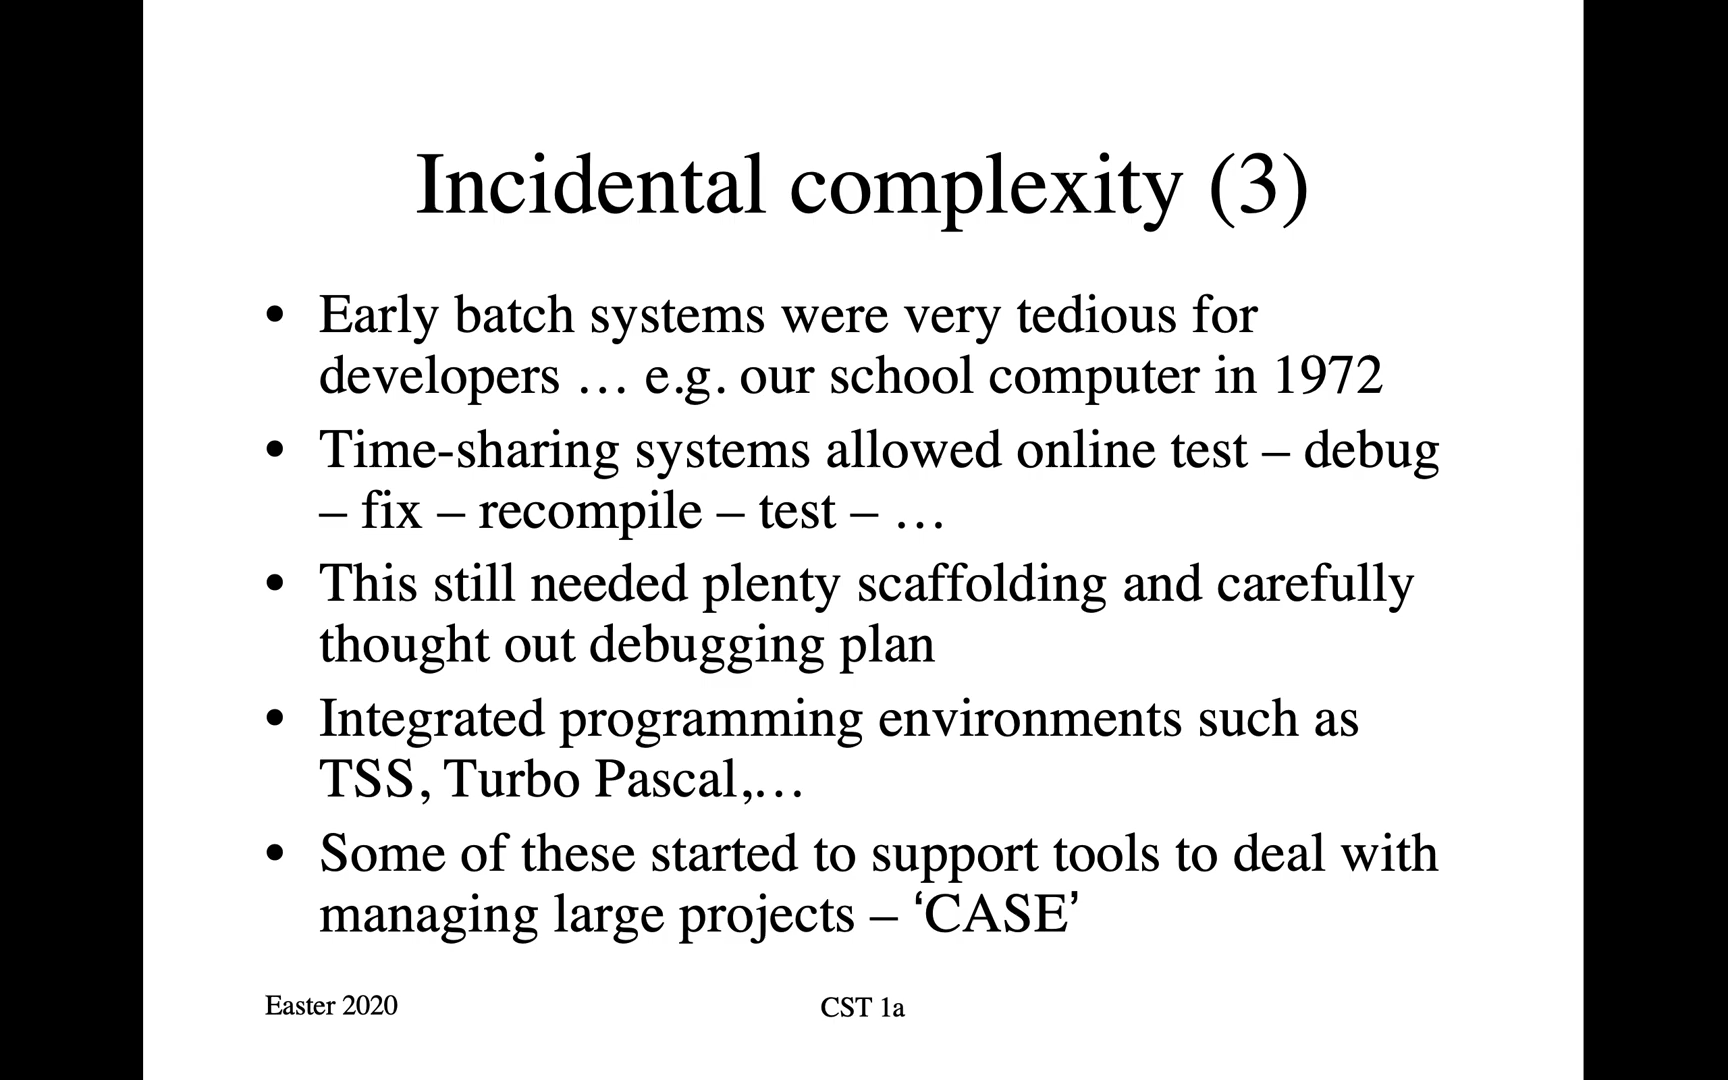 Incidental complexity (3)
• Early batch systems were very tedious for
developers … e.g. our school computer in 1972
• Time-sharing systems allowed online test – debug
– fix – recompile – test – …
• This still needed plenty scaffolding and carefully
thought out debugging plan
• Integrated programming environments such as
TSS, Turbo Pascal,…
• Some of these started to support tools to deal with
managing large projects – ‘CASE’
Easter 2020
CST 1a